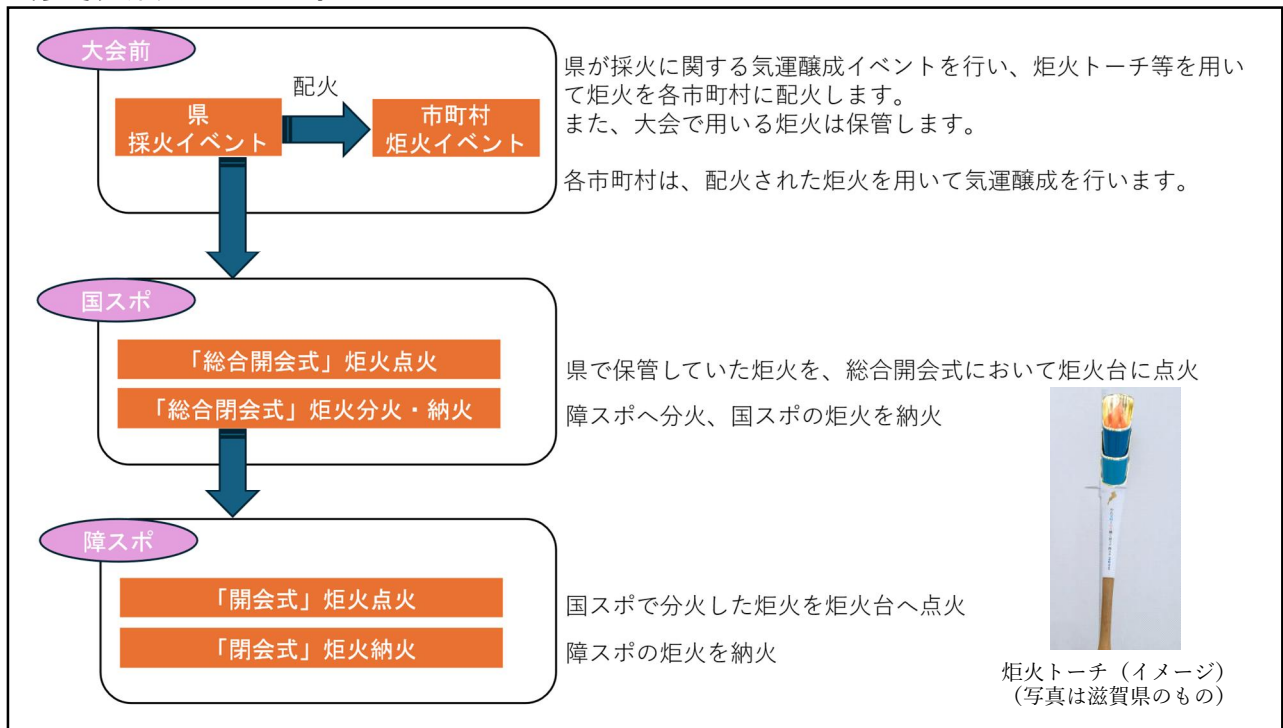 大会前
配火
県
採火イベント
市町村
炬火イベント
県が採火に関する気運醸成イベントを行い、炬火トーチ等を用い
て炬火を各市町村に配火します。
また、大会で用いる炬火は保管します。
各市町村は、配火された炬火を用いて気運醸成を行います。
国スポ
「総合開会式」炬火点火
県で保管していた炬火を、総合開会式において炬火台に点火
「総合閉会式」炬火分火・納火
障スポへ分火、国スポの炬火を納火
障スポ
「開会式」炬火点火
国スポで分火した炬火を炬火台へ点火
「閉会式」炬火納火
障スポの炬火を納火
炬火トーチ（イメージ）
（写真は滋賀県のもの）